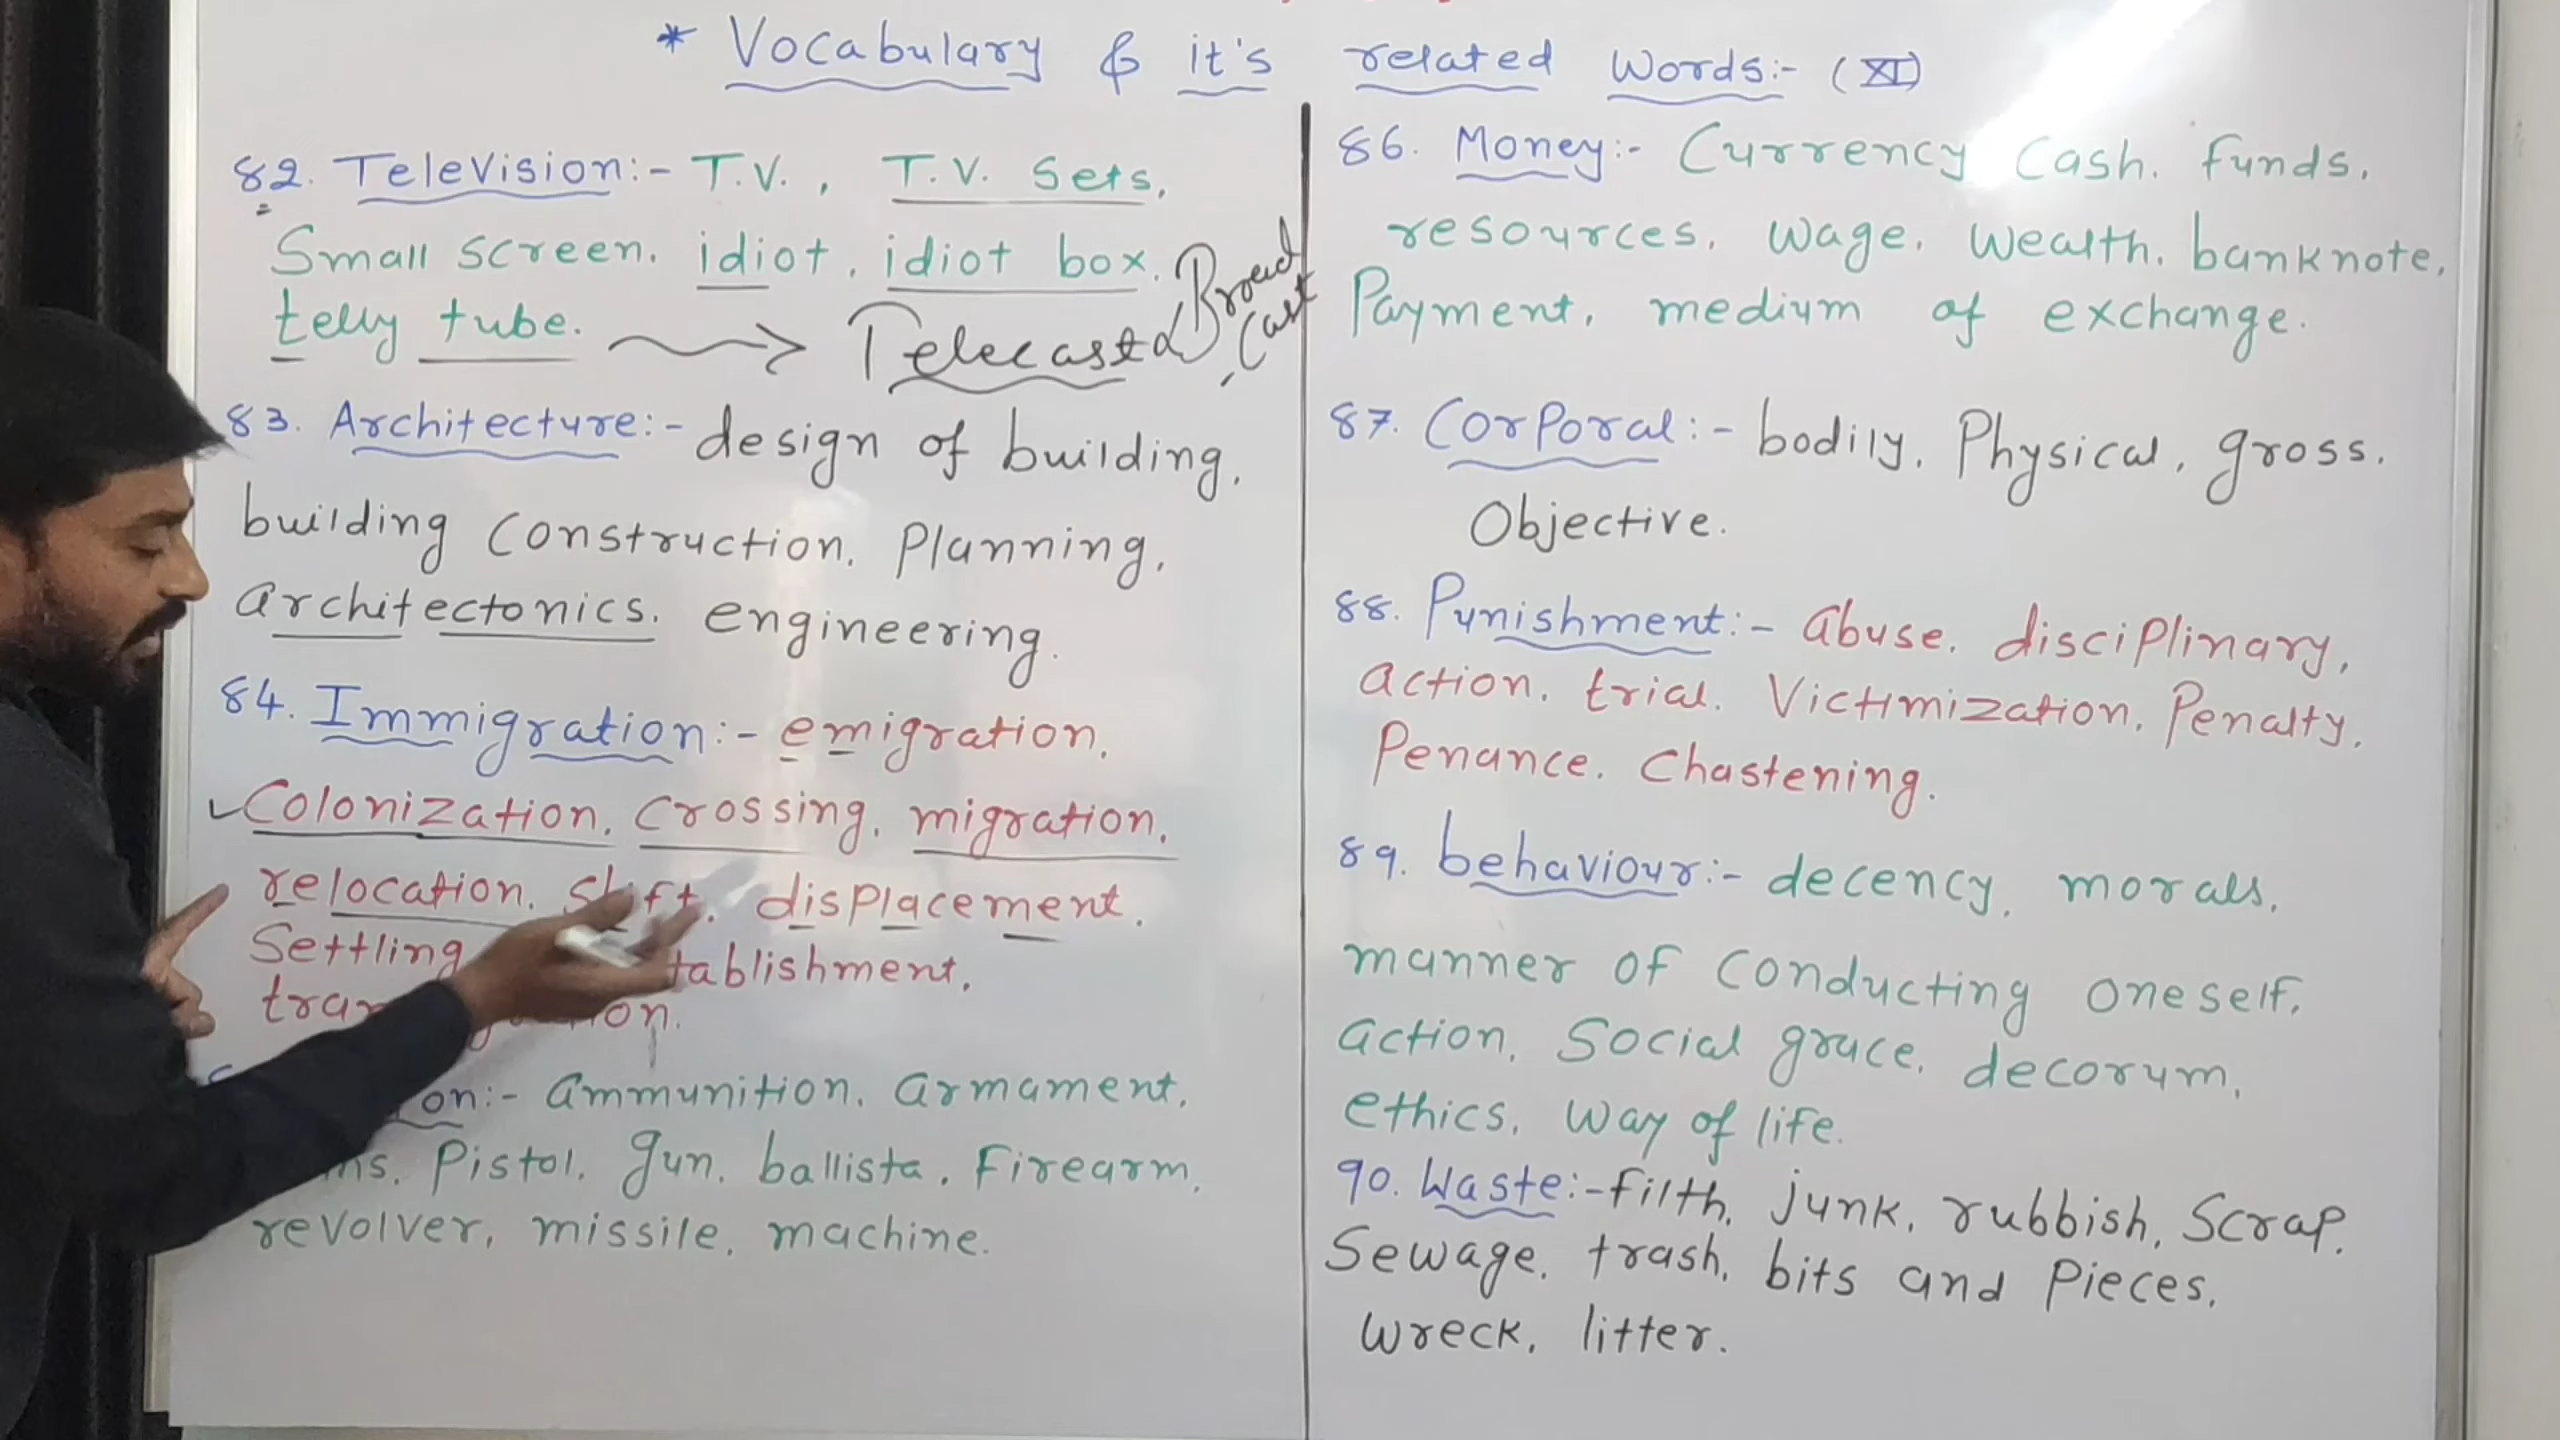 * Vocabulary & it's related Words:- (XI)
82. Television:- T.V., T.V. Sets,
Small screen, idiot, idiot box,
telly tube. → Telecast & Broad
Cast
83. Architecture:- design of building,
building construction, Planning,
architectonics. engineering.
84. Immigration:- emigration,
✓ Colonization, Crossing, migration,
relocation, Shift, displacement.
Settling tablishment,
on:- ammunition, armament,
Pistol, gun, ballista, Firearm,
revolver, missile, machine.
86. Money:- Currency Cash, funds,
resources, wage, wealth, banknote,
Payment, medium of exchange.
87. Corporal:- bodily, Physical, gross,
Objective.
88. Punishment:- abuse, disciplinary,
action, trial, Victimization, Penalty,
Penance, Chastening.
89. behaviour:- decency, morals,
manner of Conducting oneself,
action, Social grace, decorum,
ethics, way of life.
90. Waste:- Filth, junk, rubbish, Scrap,
Sewage, trash, bits and Pieces,
wreck, litter.